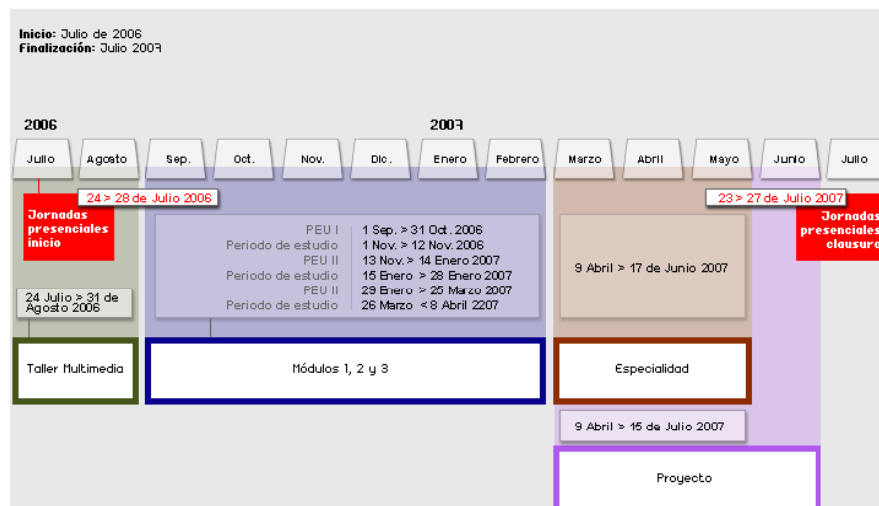 Inicio: Julio de 2006
Finalización: Julio 2007
2006
2007
Julio
Agosto
Sep.
Oct.
Nov.
Dic.
Enero
Febrero
Marzo
Abril
Mayo
Junio
Julio
24 > 28 de Julio 2006
23 > 27 de Julio 2007
Jornadas
presenciales
inicio
Jornadas
presenciales
clausura
PEU I 1 Sep. > 31 Oct. 2006
Periodo de estudio 1 Nov. > 12 Nov. 2006
PEU II 13 Nov. > 14 Enero 2007
Periodo de estudio 15 Enero > 28 Enero 2007
PEU II 29 Enero > 25 Marzo 2007
Periodo de estudio 26 Marzo < 8 Abril 2207
9 Abril > 17 de Junio 2007
24 Julio > 31 de
Agosto 2006
Taller Multimedia
Módulos 1, 2 y 3
Especialidad
9 Abril > 15 de Julio 2007
Proyecto